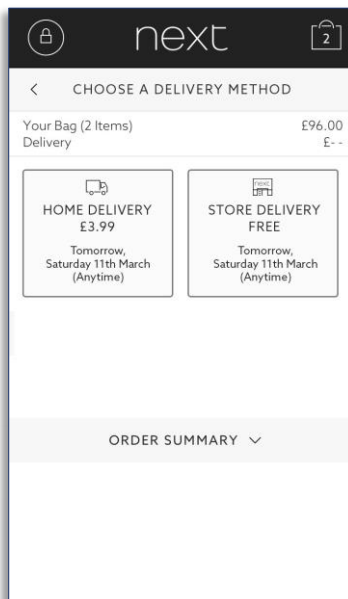 next
2
CHOOSE A DELIVERY METHOD
Your Bag (2 Items) £96.00
Delivery £- -
HOME DELIVERY
£3.99
Tomorrow,
Saturday 11th March
(Anytime)
next
STORE DELIVERY
FREE
Tomorrow,
Saturday 11th March
(Anytime)
ORDER SUMMARY